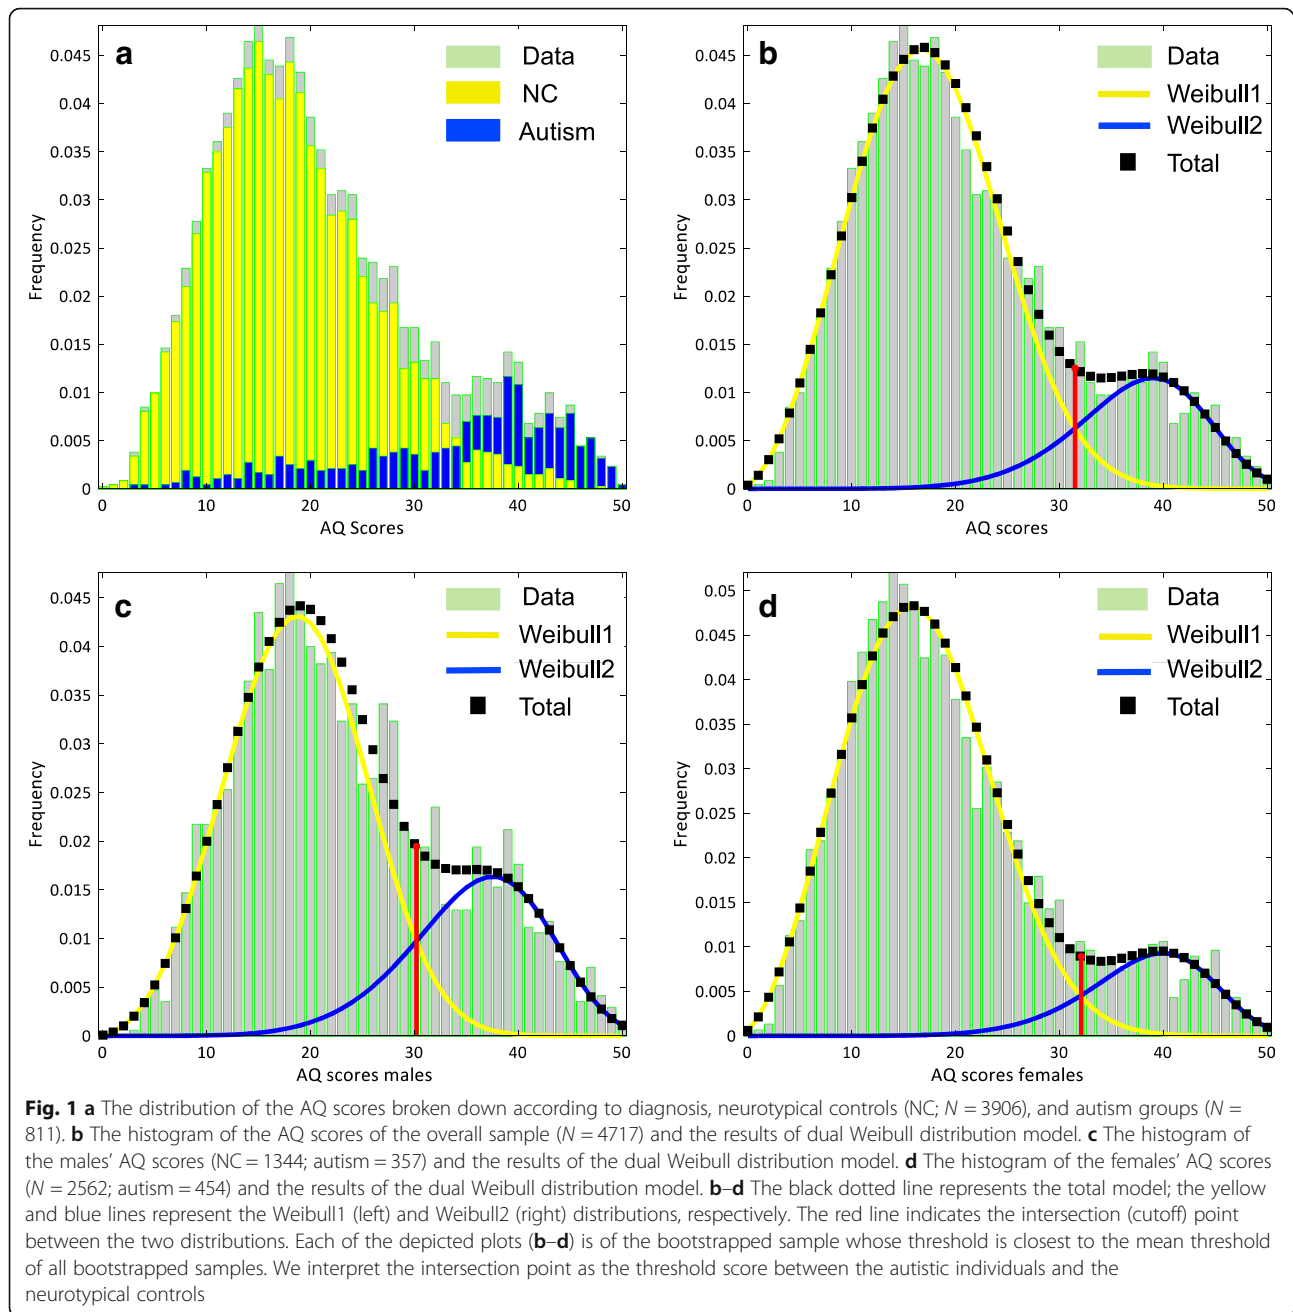 a
Data
NC
Autism
0.045
0.04
0.035
0.03
0.025
0.02
0.015
0.01
0.005
0
Frequency
0 10 20 30 40 50
AQ Scores
b
Data
Weibull1
Weibull2
Total
0.045
0.04
0.035
0.03
0.025
0.02
0.015
0.01
0.005
0
Frequency
0 10 20 30 40 50
AQ scores
c
Data
Weibull1
Weibull2
Total
0.045
0.04
0.035
0.03
0.025
0.02
0.015
0.01
0.005
0
Frequency
0 10 20 30 40 50
AQ scores males
d
Data
Weibull1
Weibull2
Total
0.05
0.045
0.04
0.035
0.03
0.025
0.02
0.015
0.01
0.005
0
Frequency
0 10 20 30 40 50
AQ scores females
Fig. 1 a The distribution of the AQ scores broken down according to diagnosis, neurotypical controls (NC; N = 3906), and autism groups (N =
811). b The histogram of the AQ scores of the overall sample (N = 4717) and the results of dual Weibull distribution model. c The histogram of
the males' AQ scores (NC = 1344; autism = 357) and the results of the dual Weibull distribution model. d The histogram of the females' AQ scores
(N = 2562; autism = 454) and the results of the dual Weibull distribution model. b–d The black dotted line represents the total model; the yellow
and blue lines represent the Weibull1 (left) and Weibull2 (right) distributions, respectively. The red line indicates the intersection (cutoff) point
between the two distributions. Each of the depicted plots (b–d) is of the bootstrapped sample whose threshold is closest to the mean threshold
of all bootstrapped samples. We interpret the intersection point as the threshold score between the autistic individuals and the
neurotypical controls